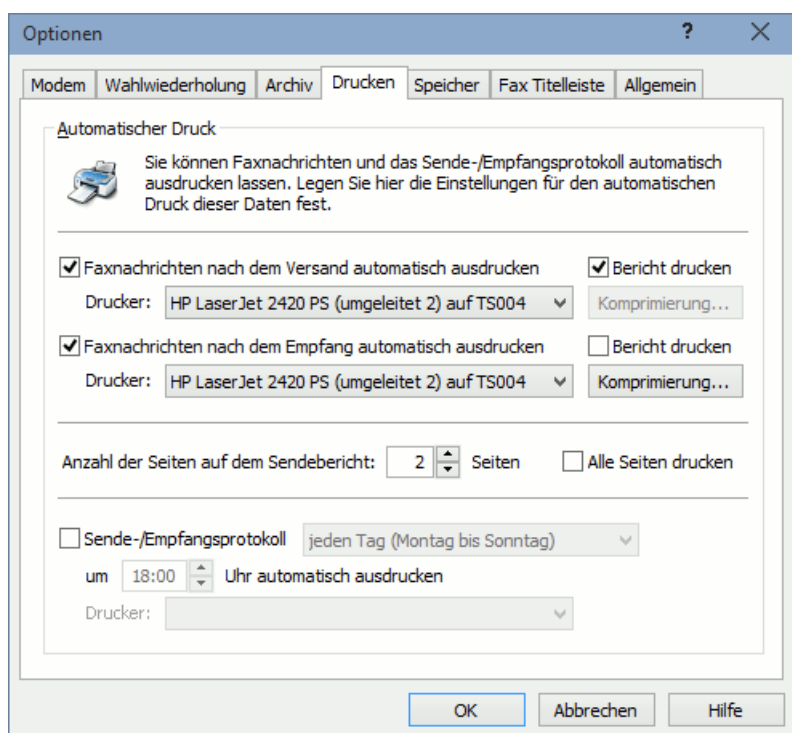 Optionen ?
Modem Wahlwiederholung Archiv Drucken Speicher Fax Titelleiste Allgemein
Automatischer Druck
Sie können Faxnachrichten und das Sende-/Empfangsprotokoll automatisch
ausdrucken lassen. Legen Sie hier die Einstellungen für den automatischen
Druck dieser Daten fest.
Faxnachrichten nach dem Versand automatisch ausdrucken Bericht drucken
Drucker: HP LaserJet 2420 PS (umgeleitet 2) auf TS004 Komprimierung...
Faxnachrichten nach dem Empfang automatisch ausdrucken Bericht drucken
Drucker: HP LaserJet 2420 PS (umgeleitet 2) auf TS004 Komprimierung...
Anzahl der Seiten auf dem Sendebericht: 2 Seiten Alle Seiten drucken
Sende-/Empfangsprotokoll jeden Tag (Montag bis Sonntag)
um 18:00 Uhr automatisch ausdrucken
Drucker:
OK Abbrechen Hilfe